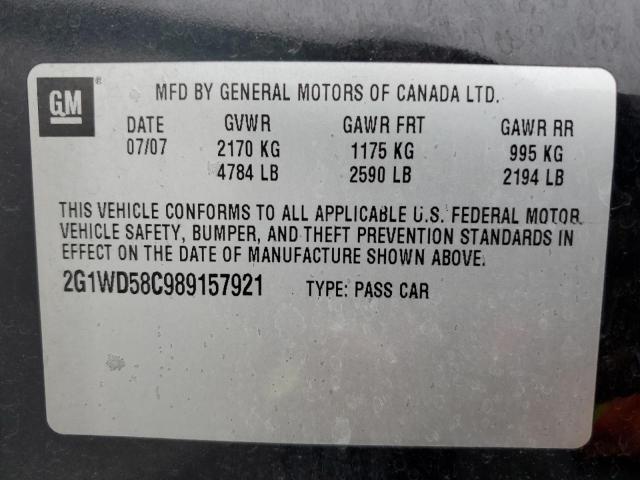 GM ®
MFD BY GENERAL MOTORS OF CANADA LTD.
DATE GVWR GAWR FRT GAWR RR
07/07 2170 KG 1175 KG 995 KG
4784 LB 2590 LB 2194 LB
THIS VEHICLE CONFORMS TO ALL APPLICABLE U.S. FEDERAL MOTOR
VEHICLE SAFETY, BUMPER, AND THEFT PREVENTION STANDARDS IN
EFFECT ON THE DATE OF MANUFACTURE SHOWN ABOVE.
2G1WD58C989157921 TYPE: PASS CAR